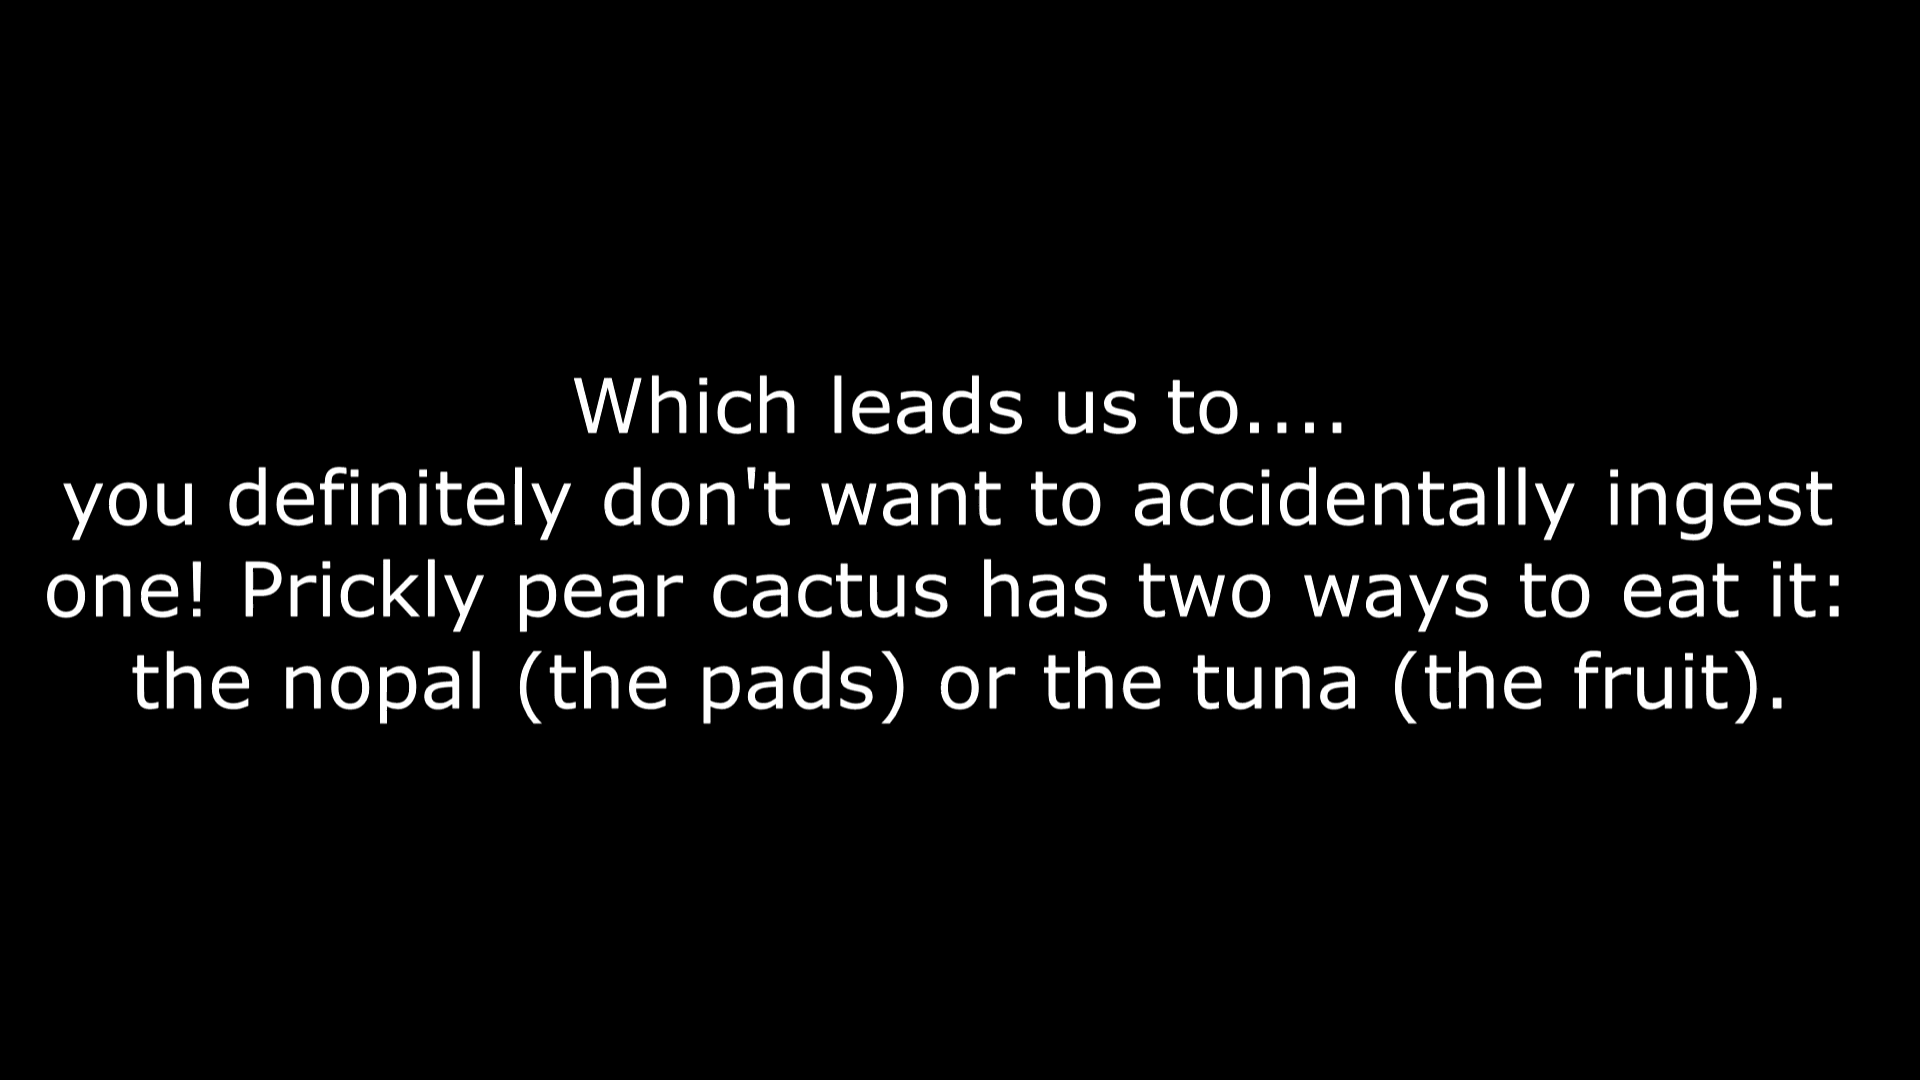 Which leads us to....
you definitely don't want to accidentally ingest
one! Prickly pear cactus has two ways to eat it:
the nopal (the pads) or the tuna (the fruit).